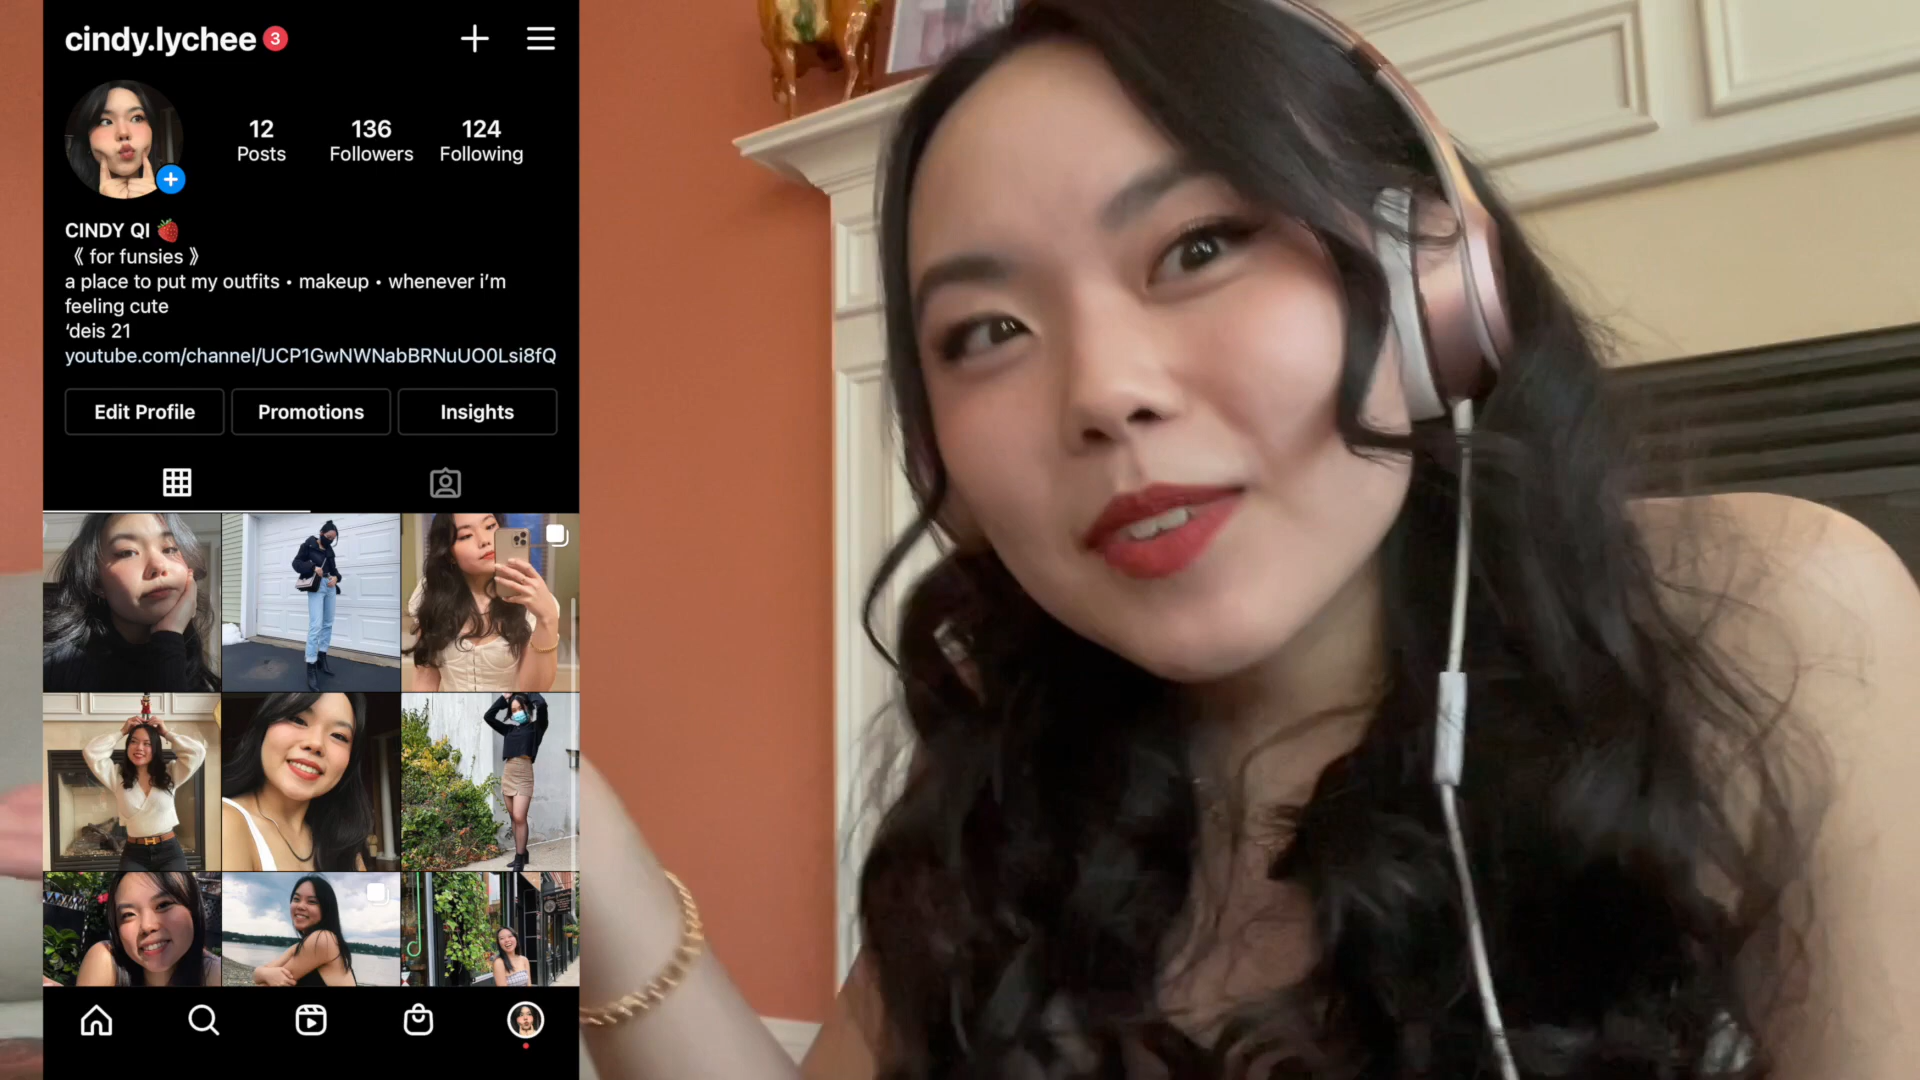 cindy.lychee 3
12 136 124
Posts Followers Following
CINDY QI 🍓
《 for funsies 》
a place to put my outfits • makeup • whenever i’m
feeling cute
‘deis 21
youtube.com/channel/UCP1GwNWNabBRNuUO0Lsi8fQ
Edit Profile Promotions Insights